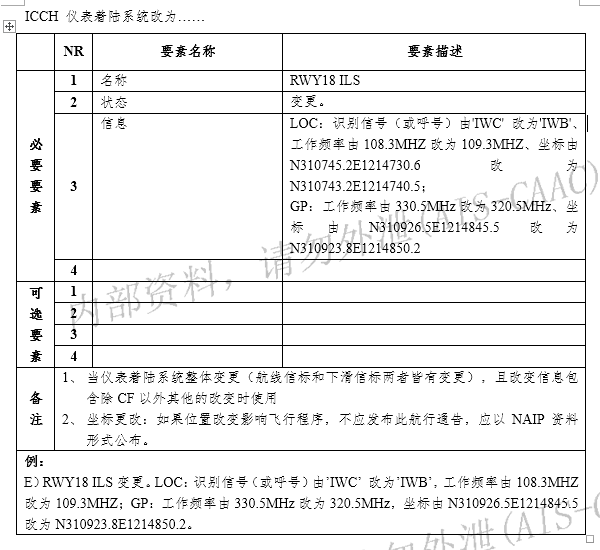 ICCH 仪表着陆系统改为……
NR 要素名称 要素描述
必要要素
1 名称 RWY18 ILS
2 状态 变更。
3 信息 LOC：识别信号（或呼号）由'IWC' 改为'IWB'、
工作频率由 108.3MHZ 改为 109.3MHZ、坐标由
N310745.2E1214730.6 改为
N310743.2E1214740.5；
GP：工作频率由 330.5MHz 改为 320.5MHz、坐
标由 N310926.5E1214845.5 改为
N310923.8E1214850.2
4
可选要素
1
2
3
4
备注
1、 当仪表着陆系统整体变更（航线信标和下滑信标两者皆有变更），且改变信息包
含除 CF 以外其他的改变时使用
2、 坐标更改：如果位置改变影响飞行程序，不应发布此航行通告，应以 NAIP 资料
形式公布。
例：
E）RWY18 ILS 变更。LOC：识别信号（或呼号）由’IWC’ 改为’IWB’，工作频率由 108.3MHZ
改为 109.3MHZ；GP：工作频率由 330.5MHz 改为 320.5MHz，坐标由 N310926.5E1214845.5
改为 N310923.8E1214850.2。
内部资料，请勿外泄(AIS-CAAC)
勿外泄(AIS-C